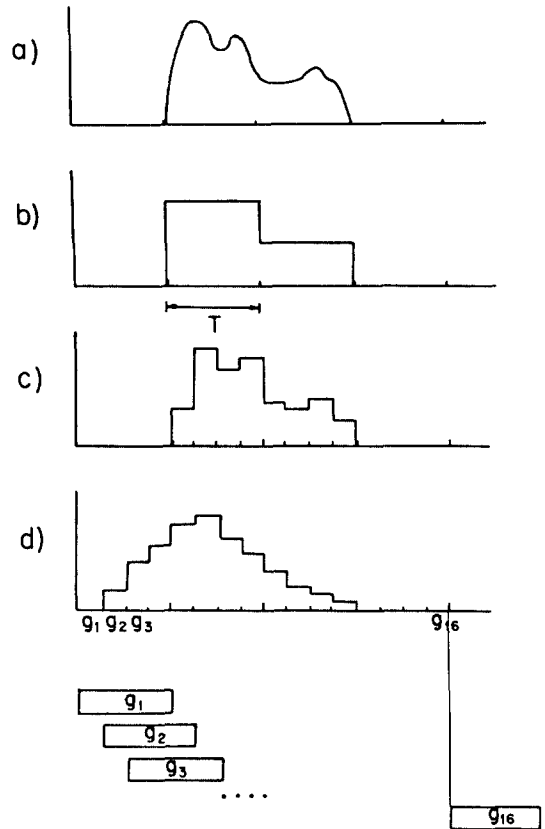 a)
b)
T
c)
d)
g₁ g₂ g₃ g₁₆
g₁
g₂
g₃
....
g₁₆